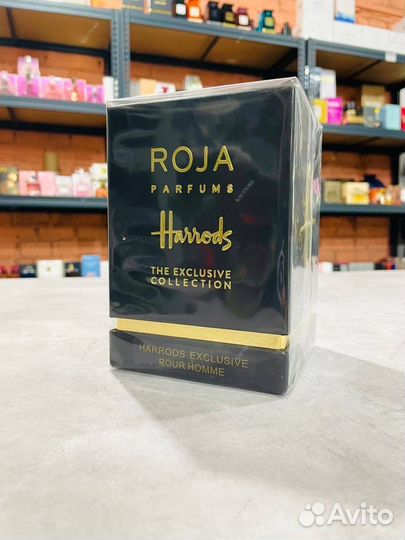 ROJA
PARFUMS
Harrods
THE EXCLUSIVE
COLLECTION
HARRODS EXCLUSIVE
POUR HOMME
Avito